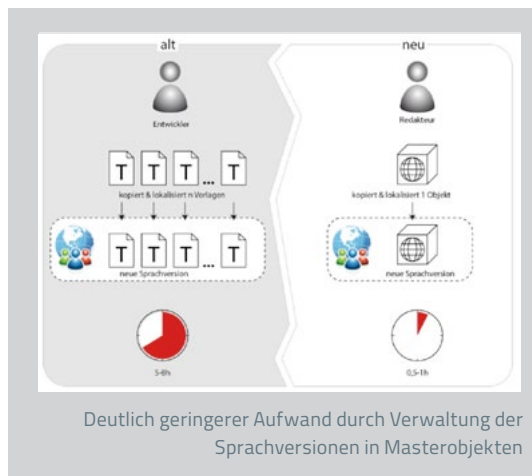 alt
neu
Entwickler
Redakteur
T T T ... T
kopiert & lokalisiert n Vorlagen
kopiert & lokalisiert 1 Objekt
T T T ... T
neue Sprachversion
neue Sprachversion
5-8h
0,5-1h
Deutlich geringerer Aufwand durch Verwaltung der
Sprachversionen in Masterobjekten